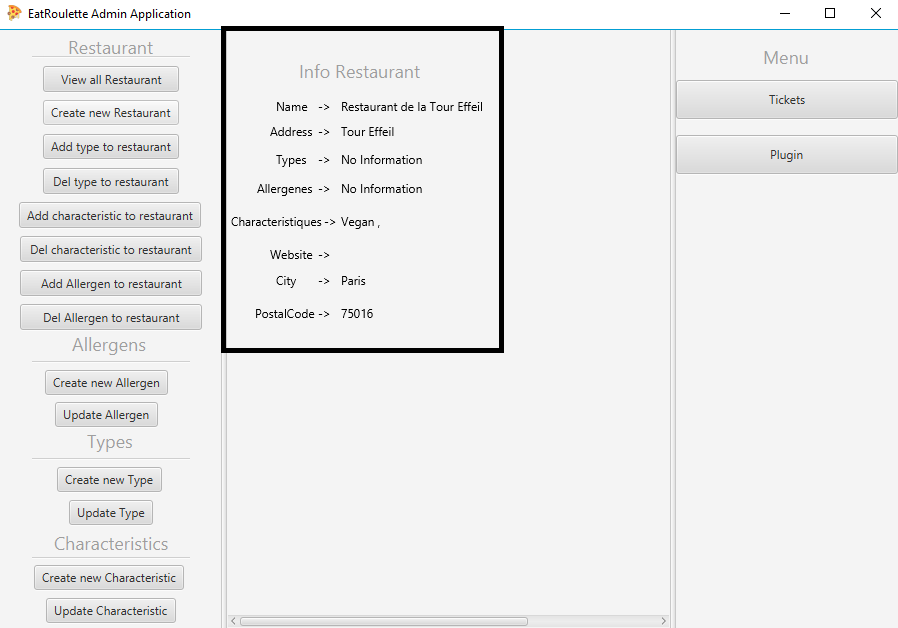 EatRoulette Admin Application
Restaurant
View all Restaurant
Create new Restaurant
Add type to restaurant
Del type to restaurant
Add characteristic to restaurant
Del characteristic to restaurant
Add Allergen to restaurant
Del Allergen to restaurant
Allergens
Create new Allergen
Update Allergen
Types
Create new Type
Update Type
Characteristics
Create new Characteristic
Update Characteristic
Info Restaurant
Name -> Restaurant de la Tour Effeil
Address -> Tour Effeil
Types -> No Information
Allergenes -> No Information
Characteristiques -> Vegan ,
Website ->
City -> Paris
PostalCode -> 75016
Menu
Tickets
Plugin